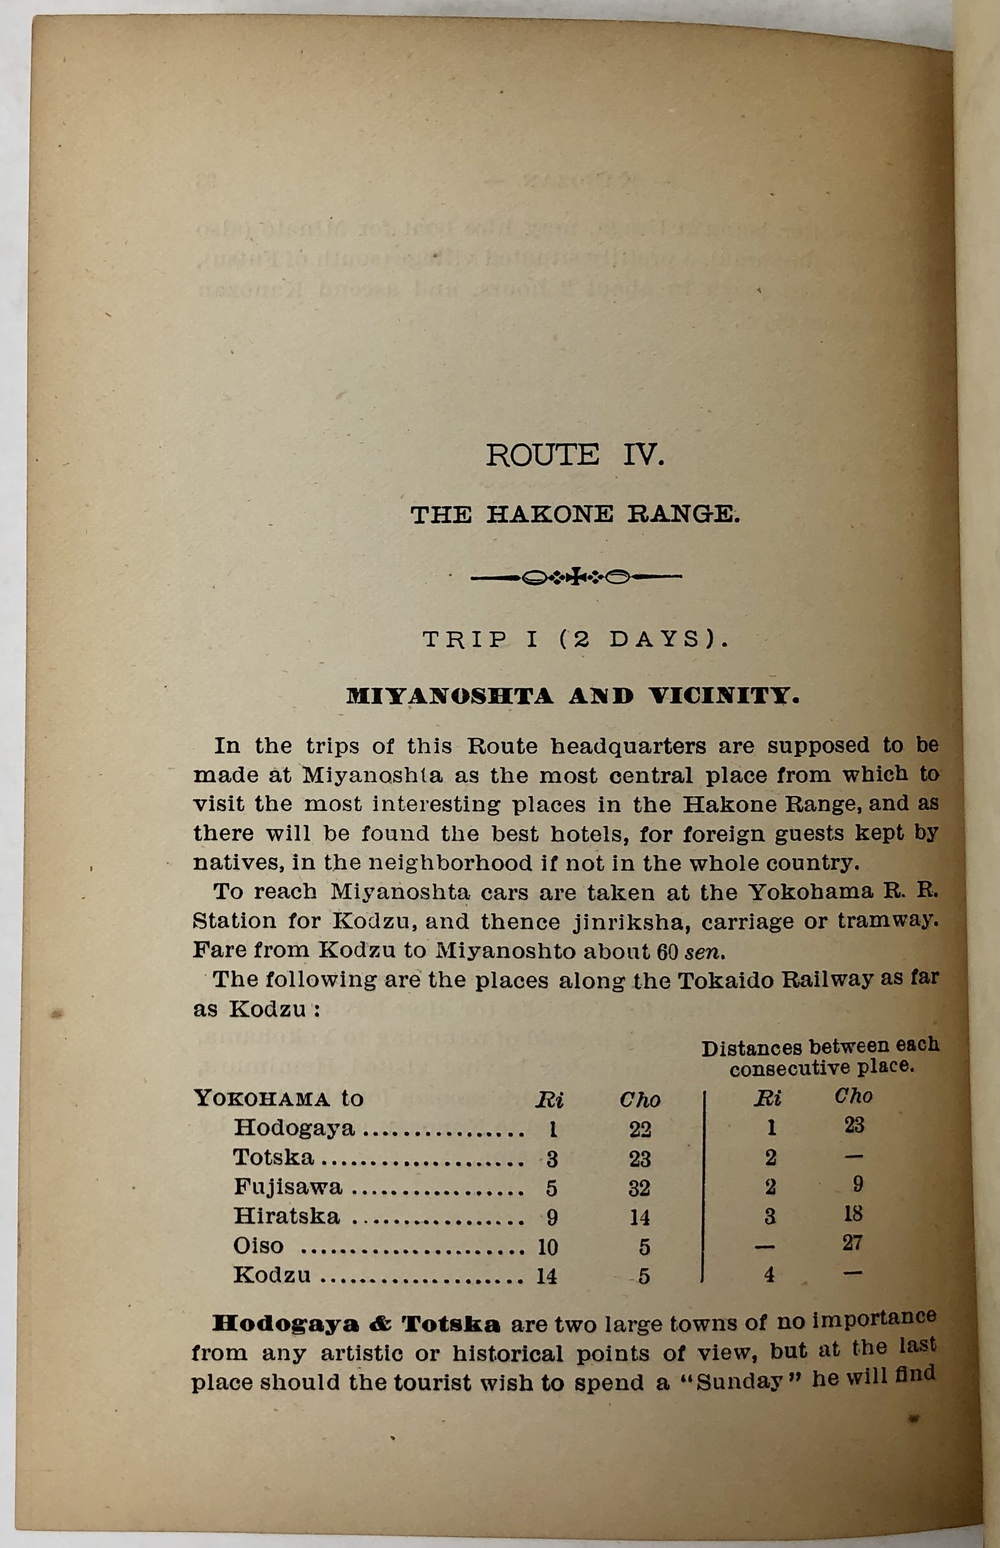 ROUTE IV.
THE HAKONE RANGE.
TRIP I (2 DAYS).
MIYANOSHTA AND VICINITY.
In the trips of this Route headquarters are supposed to be
made at Miyanoshta as the most central place from which to
visit the most interesting places in the Hakone Range, and as
there will be found the best hotels, for foreign guests kept by
natives, in the neighborhood if not in the whole country.
To reach Miyanoshta cars are taken at the Yokohama R. R.
Station for Kodzu, and thence jinriksha, carriage or tramway.
Fare from Kodzu to Miyanoshto about 60 sen.
The following are the places along the Tokaido Railway as far
as Kodzu :
Distances between each
consecutive place.
YOKOHAMA to Ri Cho Ri Cho
Hodogaya ................ 1 22 1 23
Totska ..................... 3 23 2 —
Fujisawa .................. 5 32 2 9
Hiratska .................. 9 14 3 18
Oiso ....................... 10 5 — 27
Kodzu ..................... 14 5 4 —
Hodogaya & Totska are two large towns of no importance
from any artistic or historical points of view, but at the last
place should the tourist wish to spend a “Sunday” he will find